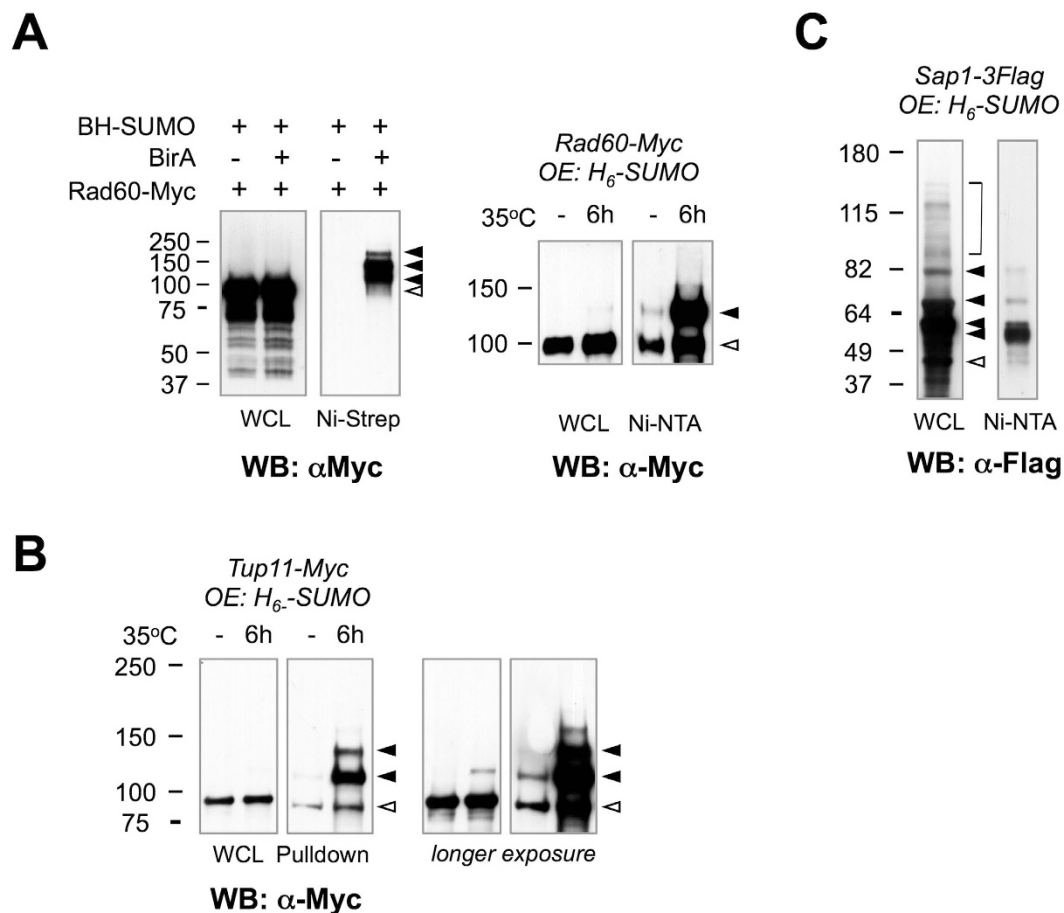 A
BH-SUMO + + + +
BirA - + - +
Rad60-Myc + + + +
250
150
100
75
50
37
WCL Ni-Strep
WB: αMyc
Rad60-Myc
OE: H6-SUMO
35oC - 6h - 6h
150
100
WCL Ni-NTA
WB: α-Myc
C
Sap1-3Flag
OE: H6-SUMO
180
115
82
64
49
37
WCL Ni-NTA
WB: α-Flag
B
Tup11-Myc
OE: H6--SUMO
35oC - 6h - 6h
250
150
100
75
WCL Pulldown longer exposure
WB: α-Myc